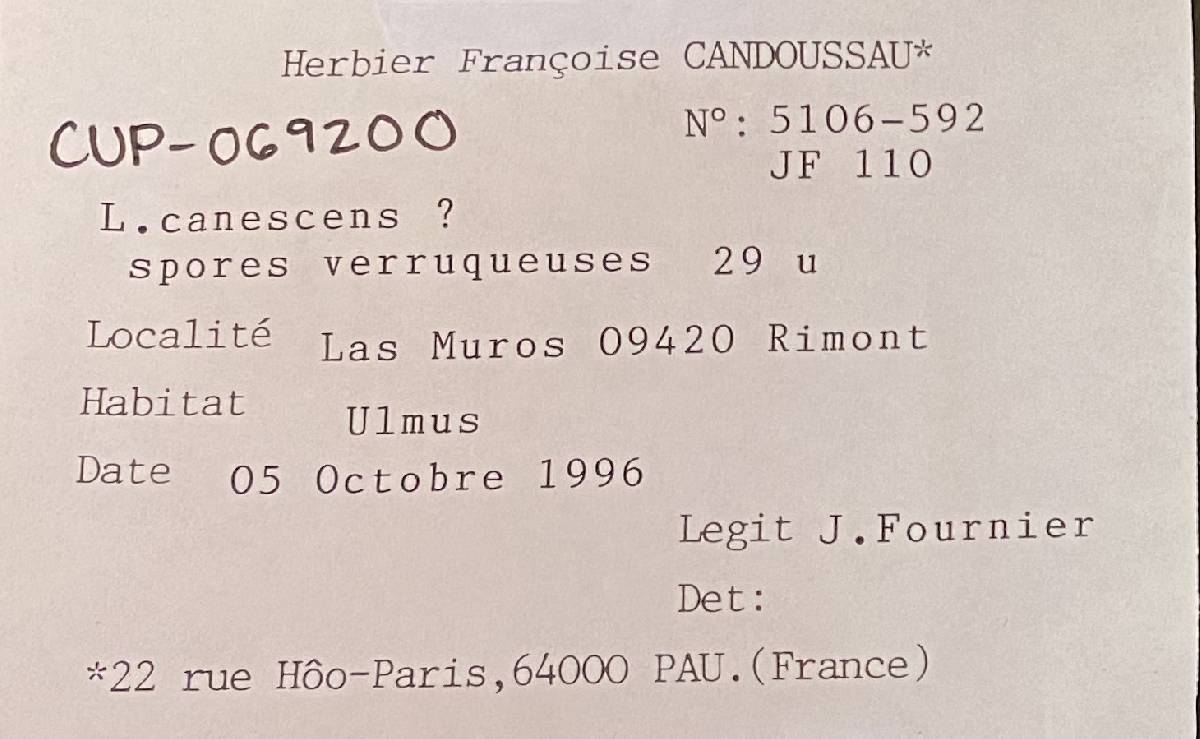 Herbier Françoise CANDOUSSAU*
CUP-069200
N°: 5106-592
JF 110
L.canescens ?
spores verruqueuses 29 u
Localité Las Muros 09420 Rimont
Habitat Ulmus
Date 05 Octobre 1996
Legit J.Fournier
Det:
*22 rue Hôo-Paris,64000 PAU.(France)